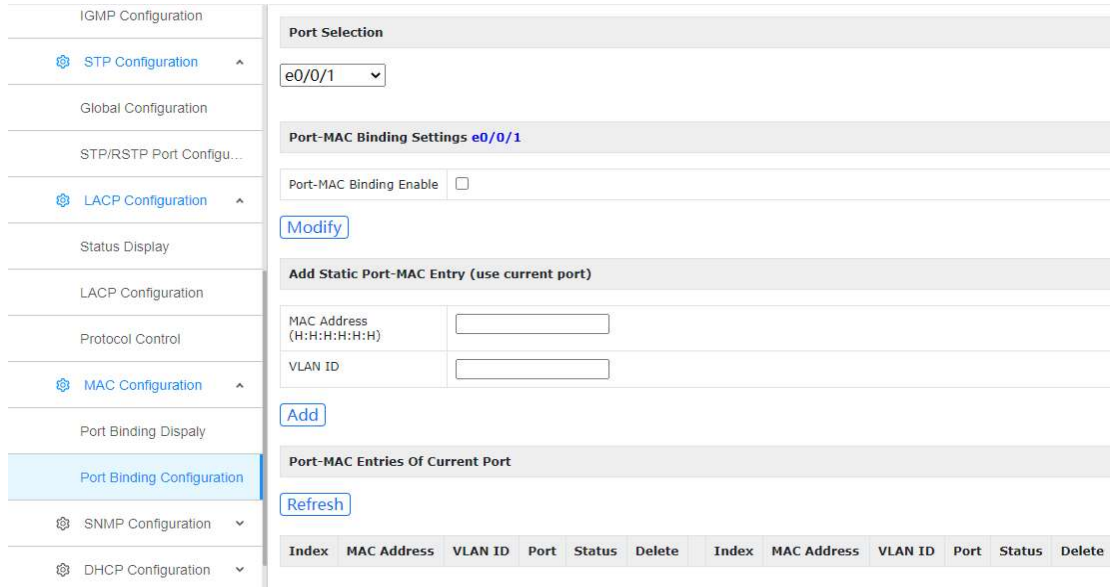 IGMP Configuration
STP Configuration
Global Configuration
STP/RSTP Port Configu...
LACP Configuration
Status Display
LACP Configuration
Protocol Control
MAC Configuration
Port Binding Dispaly
Port Binding Configuration
SNMP Configuration
DHCP Configuration
Port Selection
e0/0/1
Port-MAC Binding Settings e0/0/1
Port-MAC Binding Enable
Modify
Add Static Port-MAC Entry (use current port)
MAC Address
(H:H:H:H:H:H)
VLAN ID
Add
Port-MAC Entries Of Current Port
Refresh
Index MAC Address VLAN ID Port Status Delete Index MAC Address VLAN ID Port Status Delete